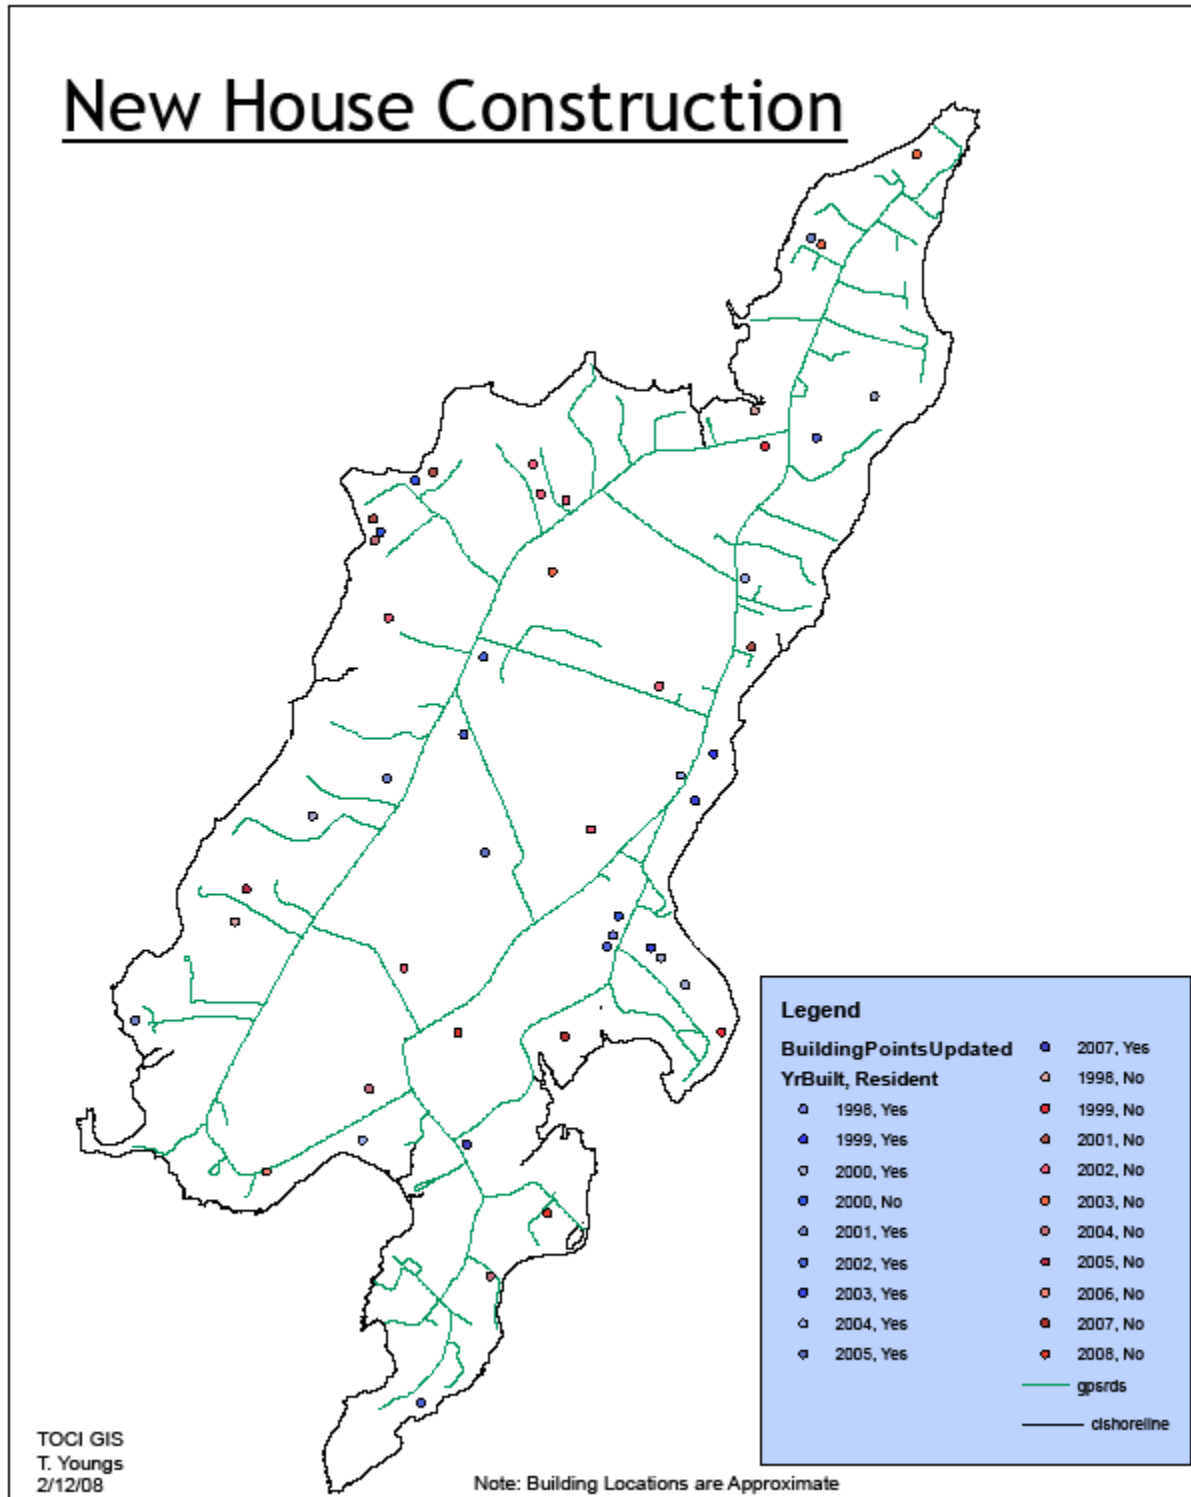 New House Construction
Legend
BuildingPointsUpdated
YrBuilt, Resident
1998, Yes
1999, Yes
2000, Yes
2000, No
2001, Yes
2002, Yes
2003, Yes
2004, Yes
2005, Yes
2007, Yes
1998, No
1999, No
2001, No
2002, No
2003, No
2004, No
2005, No
2006, No
2007, No
2008, No
gpsrds
cishoreline
TOCI GIS
T. Youngs
2/12/08
Note: Building Locations are Approximate